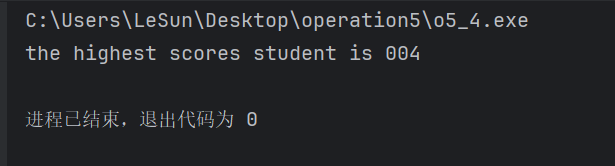 C:\Users\LeSun\Desktop\operation5\o5_4.exe
the highest scores student is 004
进程已结束，退出代码为 0